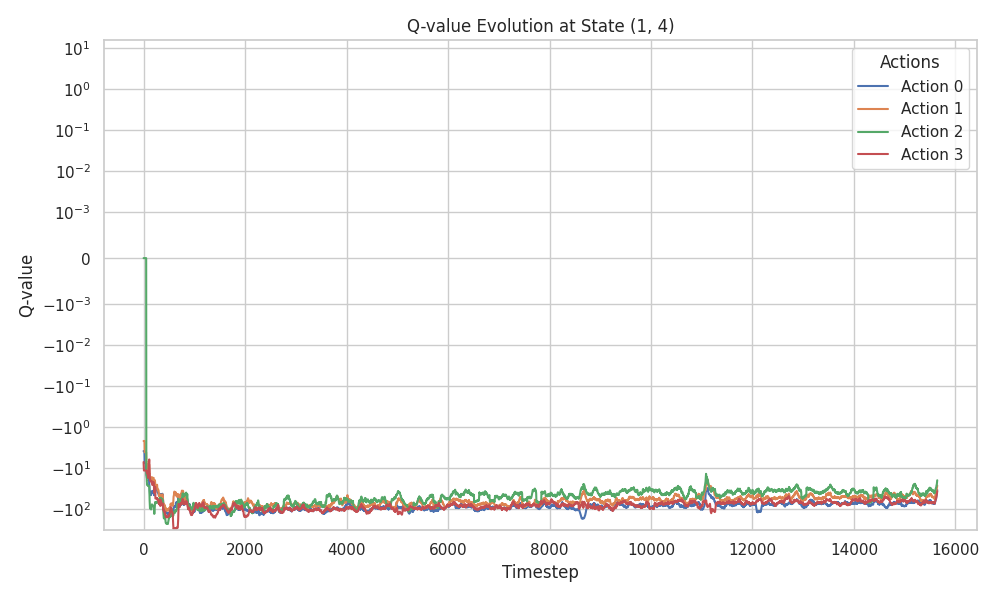 Q-value Evolution at State (1, 4)
Q-value
10¹
10⁰
10⁻¹
10⁻²
10⁻³
0
−10⁻³
−10⁻²
−10⁻¹
−10⁰
−10¹
−10²
Actions
Action 0
Action 1
Action 2
Action 3
0 2000 4000 6000 8000 10000 12000 14000 16000
Timestep